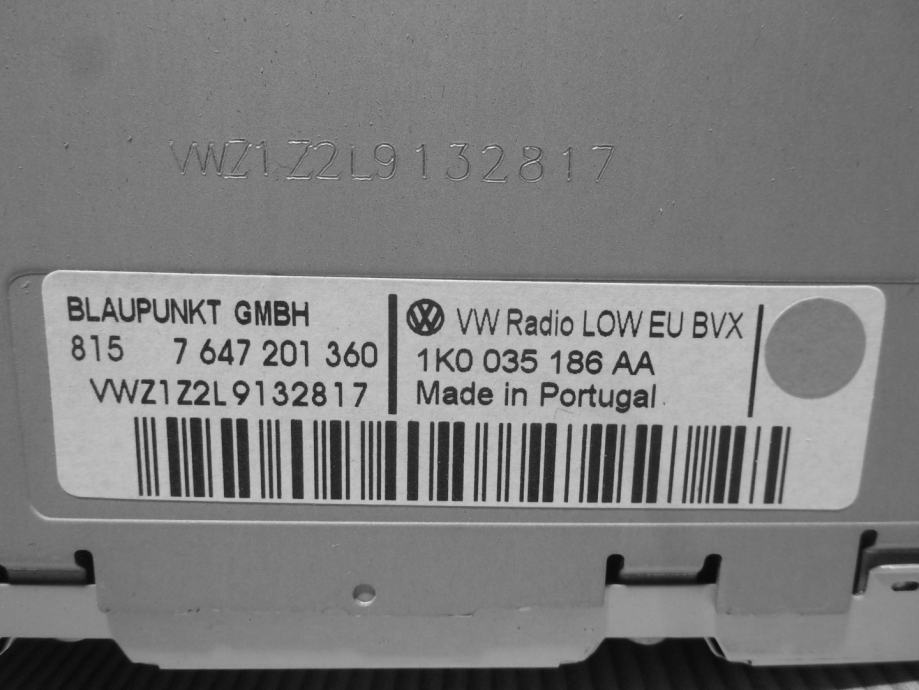 VWZ1Z2L9132817
BLAUPUNKT GMBH
815 7 647 201 360
VWZ1Z2L9132817
VW Radio LOW EU BVX
1K0 035 186 AA
Made in Portugal